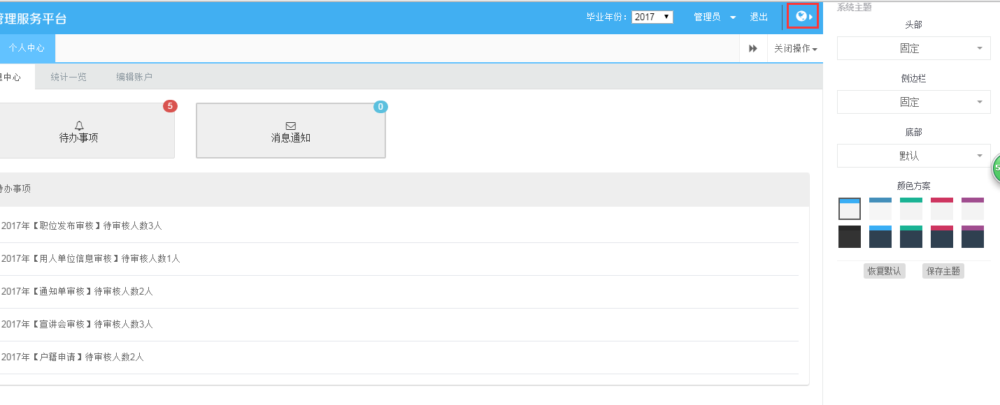 管理服务平台
毕业年份：
2017
管理员
退出
个人中心
关闭操作
息中心
统计一览
编辑账户
5
待办事项
0
消息通知
待办事项
2017年【职位发布审核】待审核人数3人
2017年【用人单位信息审核】待审核人数1人
2017年【通知单审核】待审核人数2人
2017年【宣讲会审核】待审核人数3人
2017年【户籍申请】待审核人数2人
系统主题
头部
固定
侧边栏
固定
底部
默认
颜色方案
恢复默认
保存主题
5